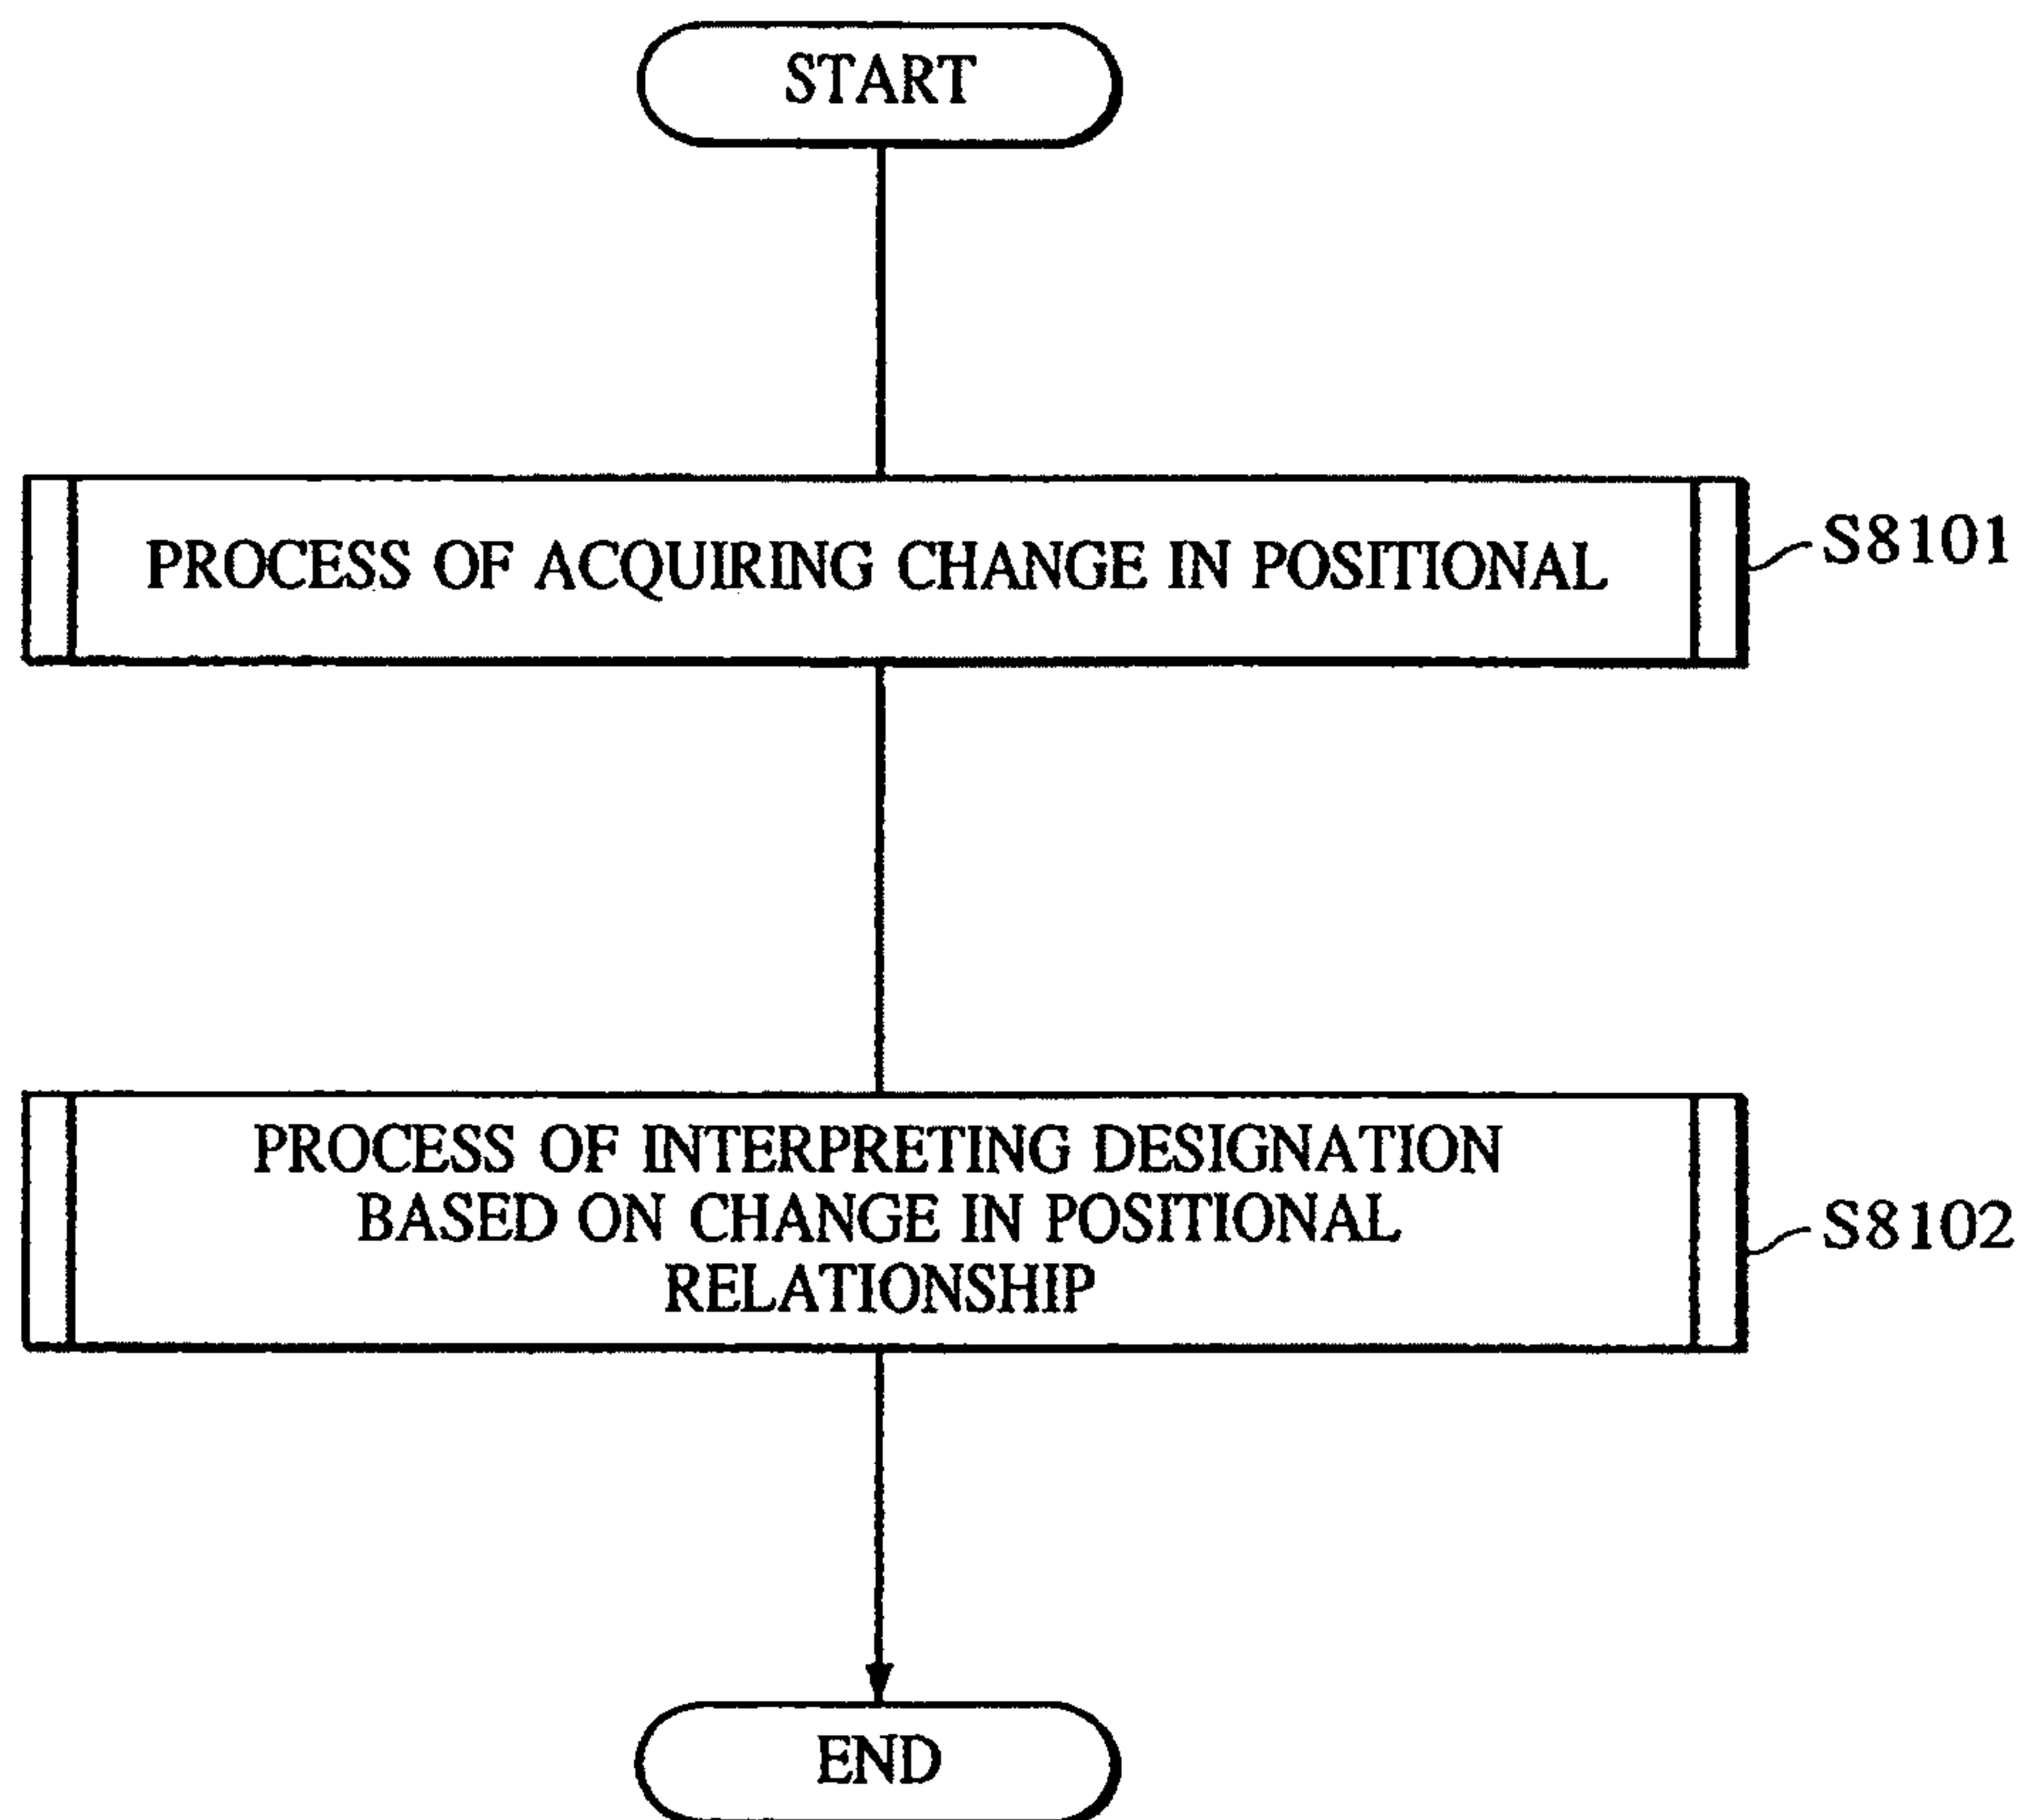 START
PROCESS OF ACQUIRING CHANGE IN POSITIONAL
S8101
PROCESS OF INTERPRETING DESIGNATION
BASED ON CHANGE IN POSITIONAL
RELATIONSHIP
S8102
END